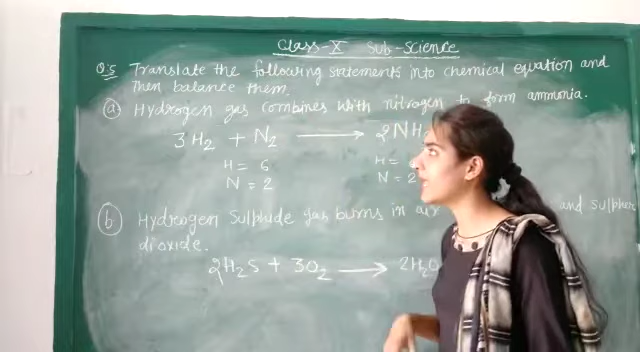 Class-X Sub-Science
Q.5 Translate the following statements into chemical equation and
then balance them.
(a) Hydrogen gas combines with nitrogen to form ammonia.
3H₂ + N₂ ⟶ 2NH
H = 6 H =
N = 2 N = 2
(b) Hydrogen Sulphide gas burns in air and sulpher
dioxide.
2H₂S + 3O₂ ⟶ 2H₂O